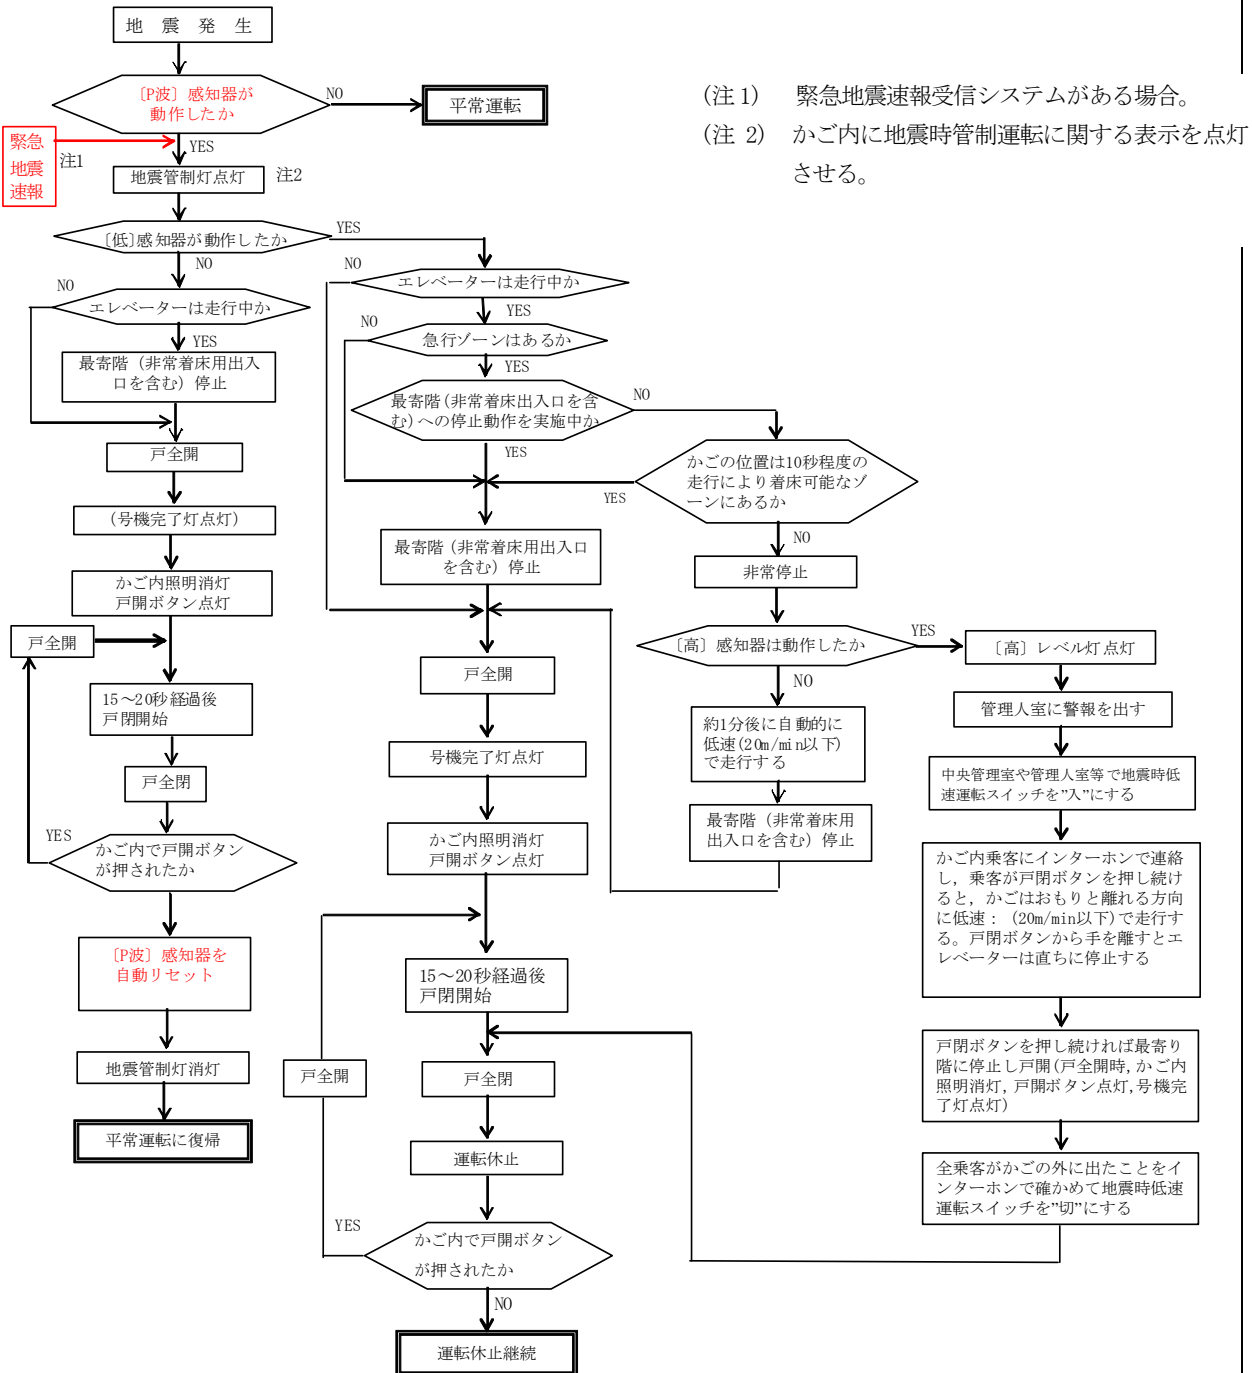 地 震 発 生
〔P波〕感知器が
動作したか
NO
平常運転
(注1) 緊急地震速報受信システムがある場合。
(注 2) かご内に地震時管制運転に関する表示を点灯
させる。
緊急
地震
速報
注1
YES
地震管制灯点灯
注2
〔低〕感知器が動作したか
YES
NO
NO
エレベーターは走行中か
YES
最寄階（非常着床用出入
口を含む）停止
戸全開
(号機完了灯点灯)
かご内照明消灯
戸開ボタン点灯
戸全開
15～20秒経過後
戸閉開始
戸全閉
YES
かご内で戸開ボタン
が押されたか
〔P波〕感知器を
自動リセット
地震管制灯消灯
平常運転に復帰
NO
エレベーターは走行中か
YES
NO
急行ゾーンはあるか
YES
最寄階(非常着床出入口を含
む)への停止動作を実施中か
NO
YES
かごの位置は10秒程度の
走行により着床可能なゾ
ーンにあるか
YES
NO
最寄階（非常着床用出入口
を含む）停止
非常停止
〔高〕感知器は動作したか
YES
NO
戸全開
約1分後に自動的に
低速(20m/min以下)
で走行する
号機完了灯点灯
最寄階（非常着床用
出入口を含む）停止
かご内照明消灯
戸開ボタン点灯
15～20秒経過後
戸閉開始
戸全開
戸全閉
運転休止
YES
かご内で戸開ボタン
が押されたか
NO
運転休止継続
〔高〕レベル灯点灯
管理人室に警報を出す
中央管理室や管理人室等で地震時低
速運転スイッチを”入”にする
かご内乗客にインターホンで連絡
し，乗客が戸閉ボタンを押し続け
ると，かごはおもりと離れる方向
に低速：(20m/min以下)で走行す
る。戸閉ボタンから手を離すとエ
レベーターは直ちに停止する
戸閉ボタンを押し続ければ最寄り
階に停止し戸開(戸全開時,かご内
照明消灯,戸開ボタン点灯,号機完
了灯点灯)
全乗客がかごの外に出たことをイ
ンターホンで確かめて地震時低速
運転スイッチを”切”にする